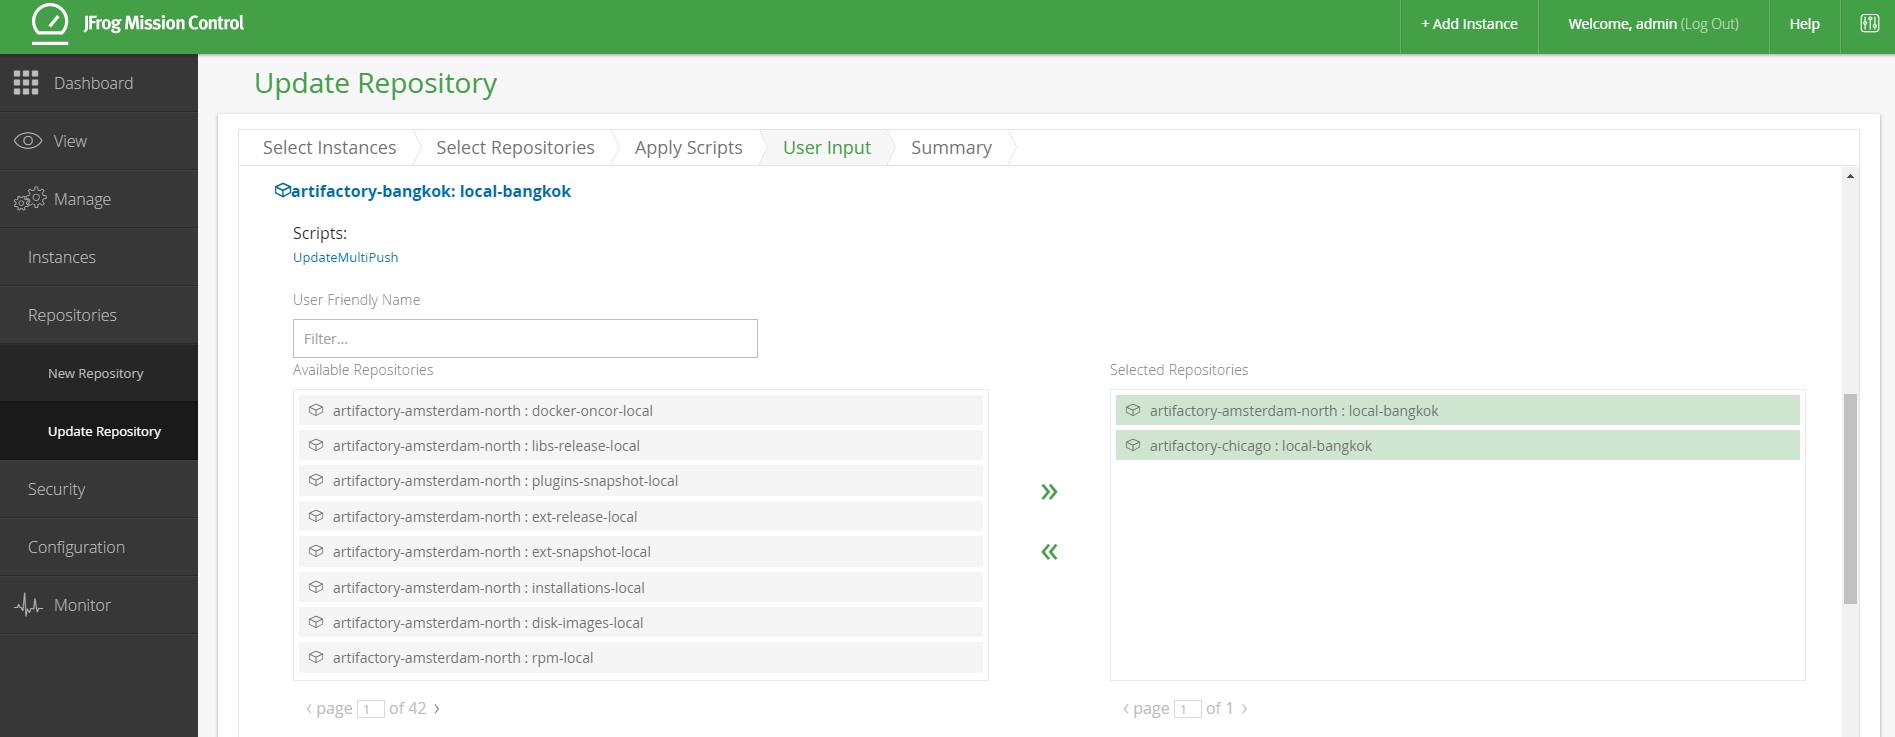 JFrog Mission Control
+ Add Instance
Welcome, admin (Log Out)
Help
Dashboard
View
Manage
Instances
Repositories
New Repository
Update Repository
Security
Configuration
Monitor
Update Repository
Select Instances
Select Repositories
Apply Scripts
User Input
Summary
artifactory-bangkok: local-bangkok
Scripts:
UpdateMultiPush
User Friendly Name
Filter...
Available Repositories
artifactory-amsterdam-north : docker-oncor-local
artifactory-amsterdam-north : libs-release-local
artifactory-amsterdam-north : plugins-snapshot-local
artifactory-amsterdam-north : ext-release-local
artifactory-amsterdam-north : ext-snapshot-local
artifactory-amsterdam-north : installations-local
artifactory-amsterdam-north : disk-images-local
artifactory-amsterdam-north : rpm-local
‹ page 1 of 42 ›
»
«
Selected Repositories
artifactory-amsterdam-north : local-bangkok
artifactory-chicago : local-bangkok
‹ page 1 of 1 ›